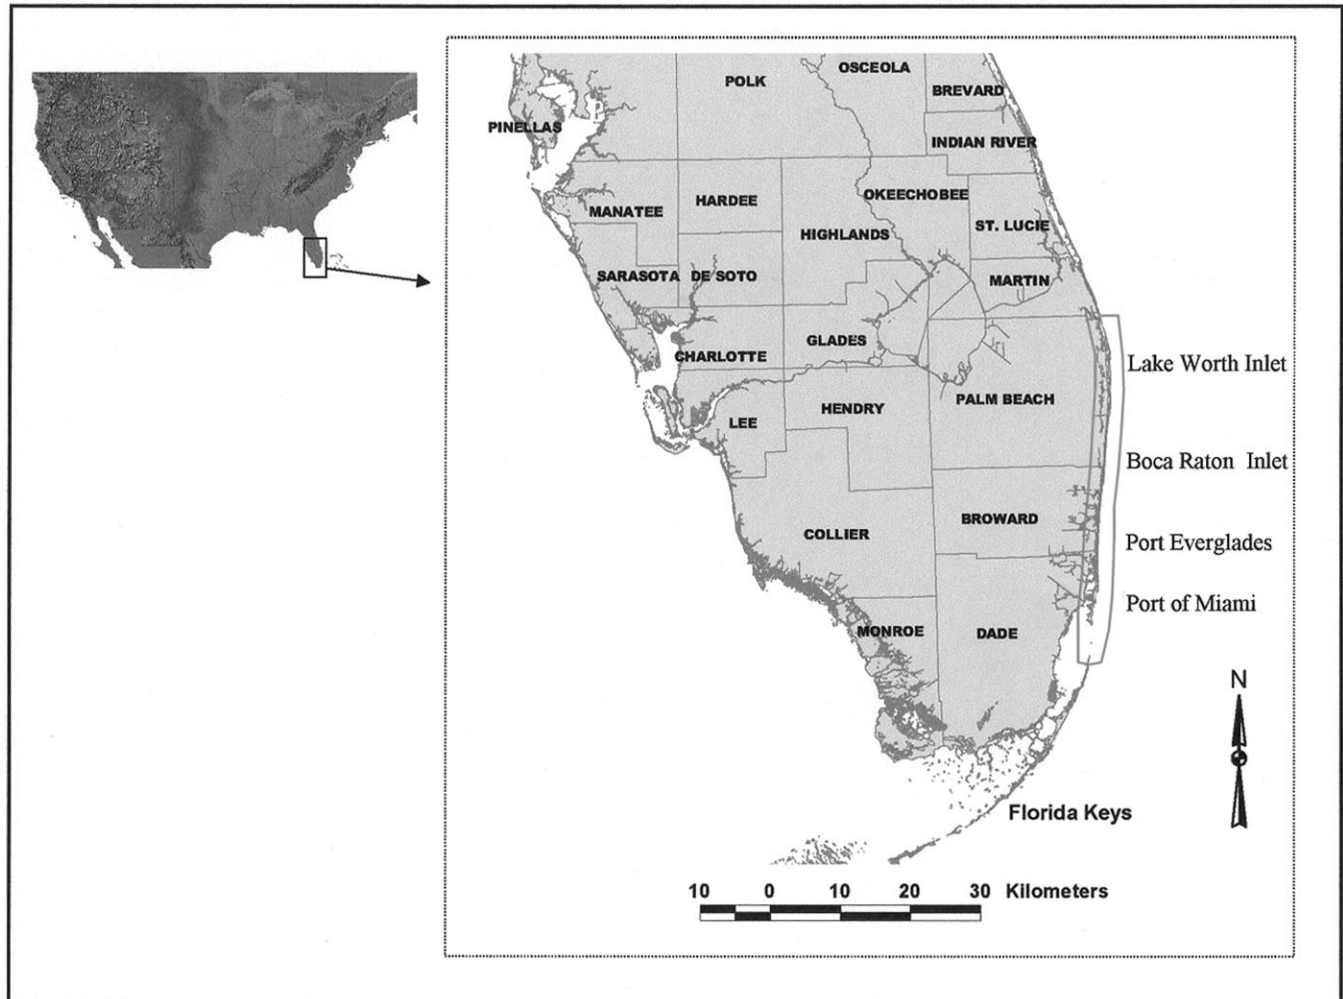 OSCEOLA
POLK
BREVARD
PINELLAS
INDIAN RIVER
OKEECHOBEE
HARDEE
MANATEE
ST. LUCIE
HIGHLANDS
SARASOTA
DE SOTO
MARTIN
GLADES
CHARLOTTE
Lake Worth Inlet
PALM BEACH
HENDRY
LEE
Boca Raton Inlet
BROWARD
COLLIER
Port Everglades
Port of Miami
MONROE
DADE
N
Florida Keys
10 0 10 20 30 Kilometers